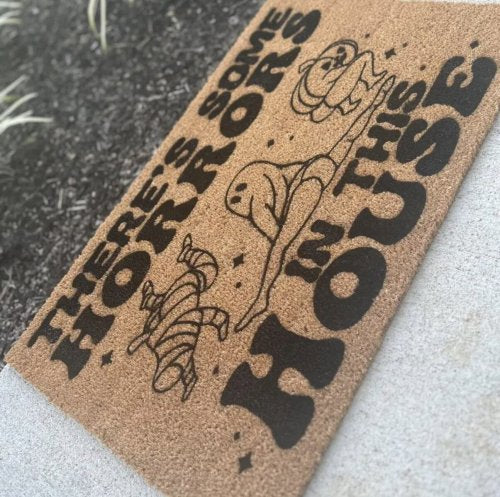 THERE'S SOME
HORRORS
IN THIS
HOUSE